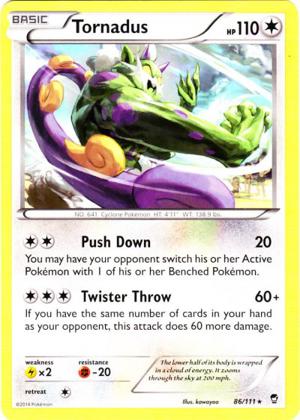 BASIC
Tornadus
HP110
NO. 641 Cyclone Pokémon HT: 4'11" WT: 138.9 lbs.
Push Down 20
You may have your opponent switch his or her Active
Pokémon with 1 of his or her Benched Pokémon.
Twister Throw 60+
If you have the same number of cards in your hand
as your opponent, this attack does 60 more damage.
weakness
×2
resistance
-20
retreat
The lower half of its body is wrapped
in a cloud of energy. It zooms
through the sky at 200 mph.
©2014 Pokémon
Illus. kawayoo
86/111 ★